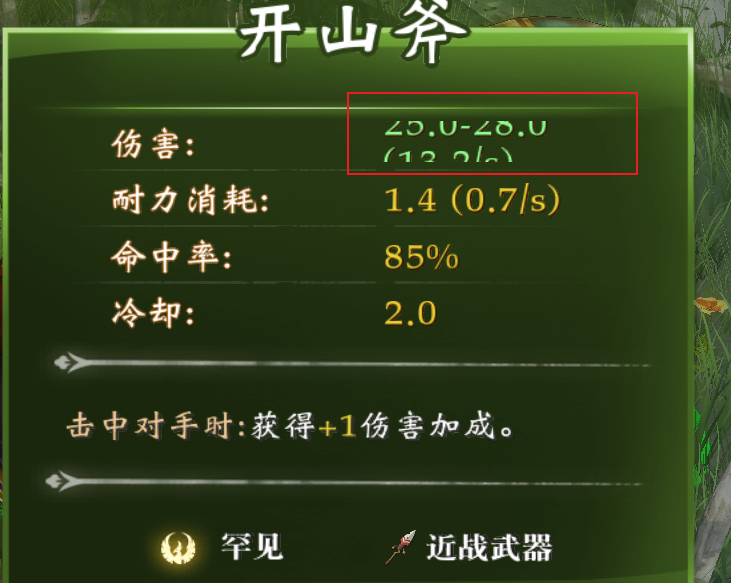 开山斧
伤害: 25.0-28.0
(13.2/s)
耐力消耗: 1.4 (0.7/s)
命中率: 85%
冷却: 2.0
击中对手时:获得+1伤害加成。
罕见 近战武器